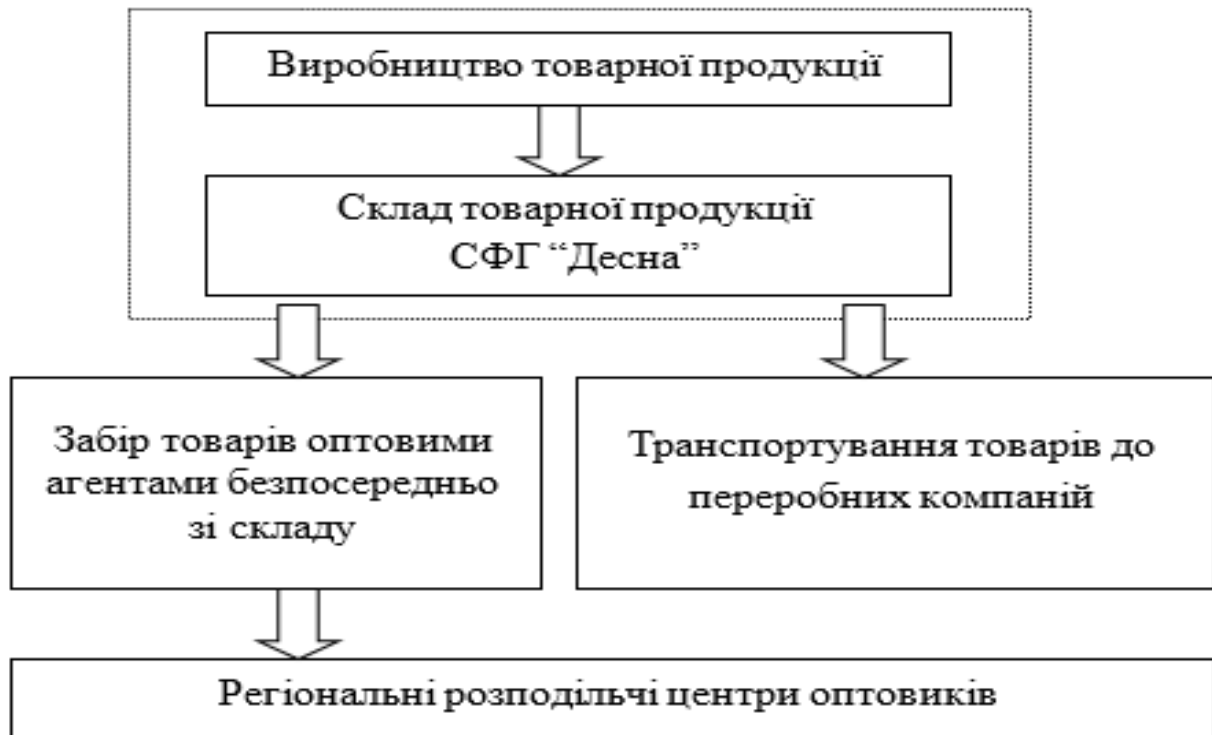 Виробництво товарної продукції
Склад товарної продукції
СФГ “Десна”
Забір товарів оптовими
агентами безпосередньо
зі складу
Транспортування товарів до
переробних компаній
Регіональні розподільчі центри оптовиків